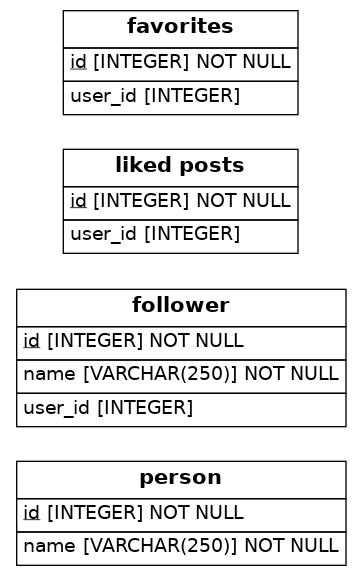 favorites
id [INTEGER] NOT NULL
user_id [INTEGER]
liked posts
id [INTEGER] NOT NULL
user_id [INTEGER]
follower
id [INTEGER] NOT NULL
name [VARCHAR(250)] NOT NULL
user_id [INTEGER]
person
id [INTEGER] NOT NULL
name [VARCHAR(250)] NOT NULL